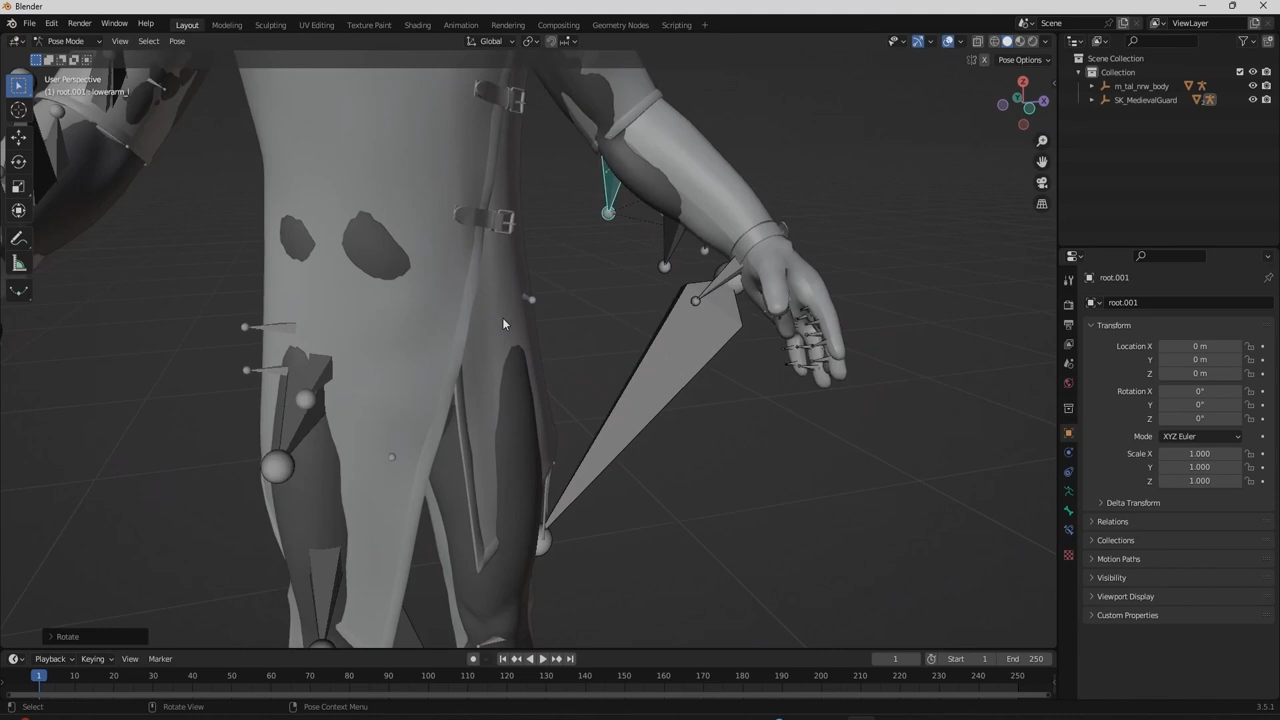 Blender
File Edit Render Window Help
Layout Modeling Sculpting UV Editing Texture Paint Shading Animation Rendering Compositing Geometry Nodes Scripting +
Scene
ViewLayer
Pose Mode View Select Pose
Global
X Pose Options
User Perspective
Scene Collection
Collection
m_tal_nrw_body
SK_MedievalGuard
Z
X
Y
root.001
root.001
Transform
Location X 0 m
Y 0 m
Z 0 m
Rotation X 0°
Y 0°
Z 0°
Mode XYZ Euler
Scale X 1.000
Y 1.000
Z 1.000
Delta Transform
Relations
Collections
Motion Paths
Visibility
Viewport Display
Custom Properties
Rotate
Playback Keying View Marker
1 Start 1 End 250
1 10 20 30 40 50 60 70 80 90 100 110 120 130 140 150 160 170 180 190 200 210 220 230 240 250
Select Rotate View Pose Context Menu 3.5.1